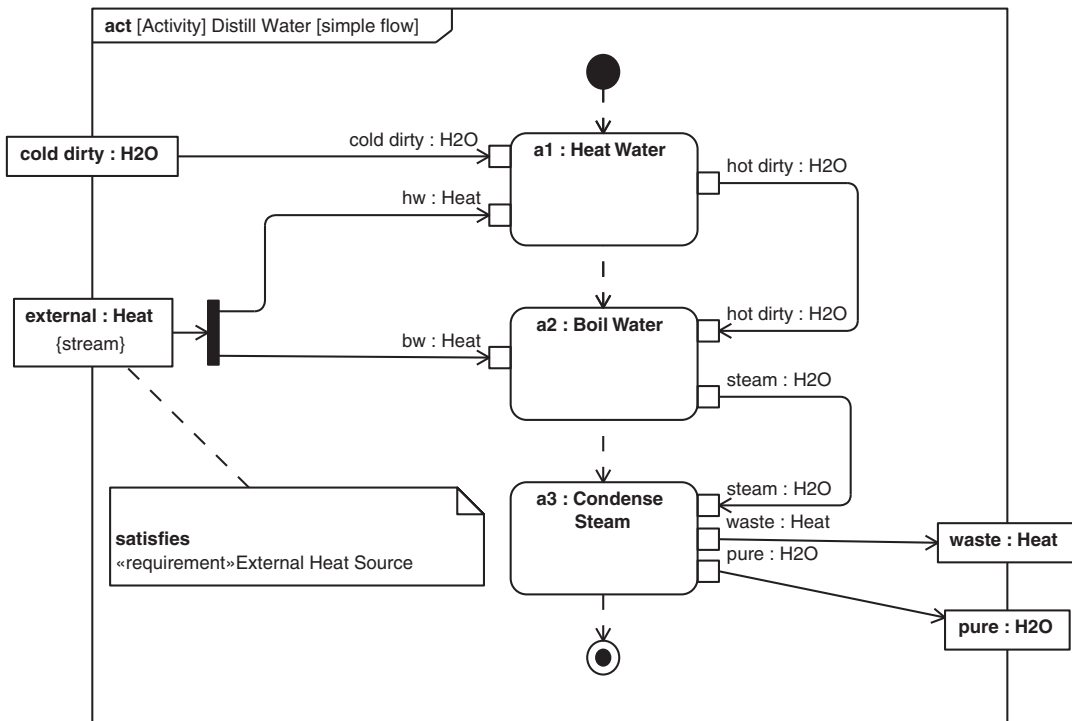 act [Activity] Distill Water [simple flow]
cold dirty : H2O
cold dirty : H2O
a1 : Heat Water
hot dirty : H2O
hw : Heat
external : Heat
{stream}
a2 : Boil Water
hot dirty : H2O
bw : Heat
steam : H2O
a3 : Condense
Steam
steam : H2O
waste : Heat
waste : Heat
pure : H2O
pure : H2O
satisfies
«requirement»External Heat Source